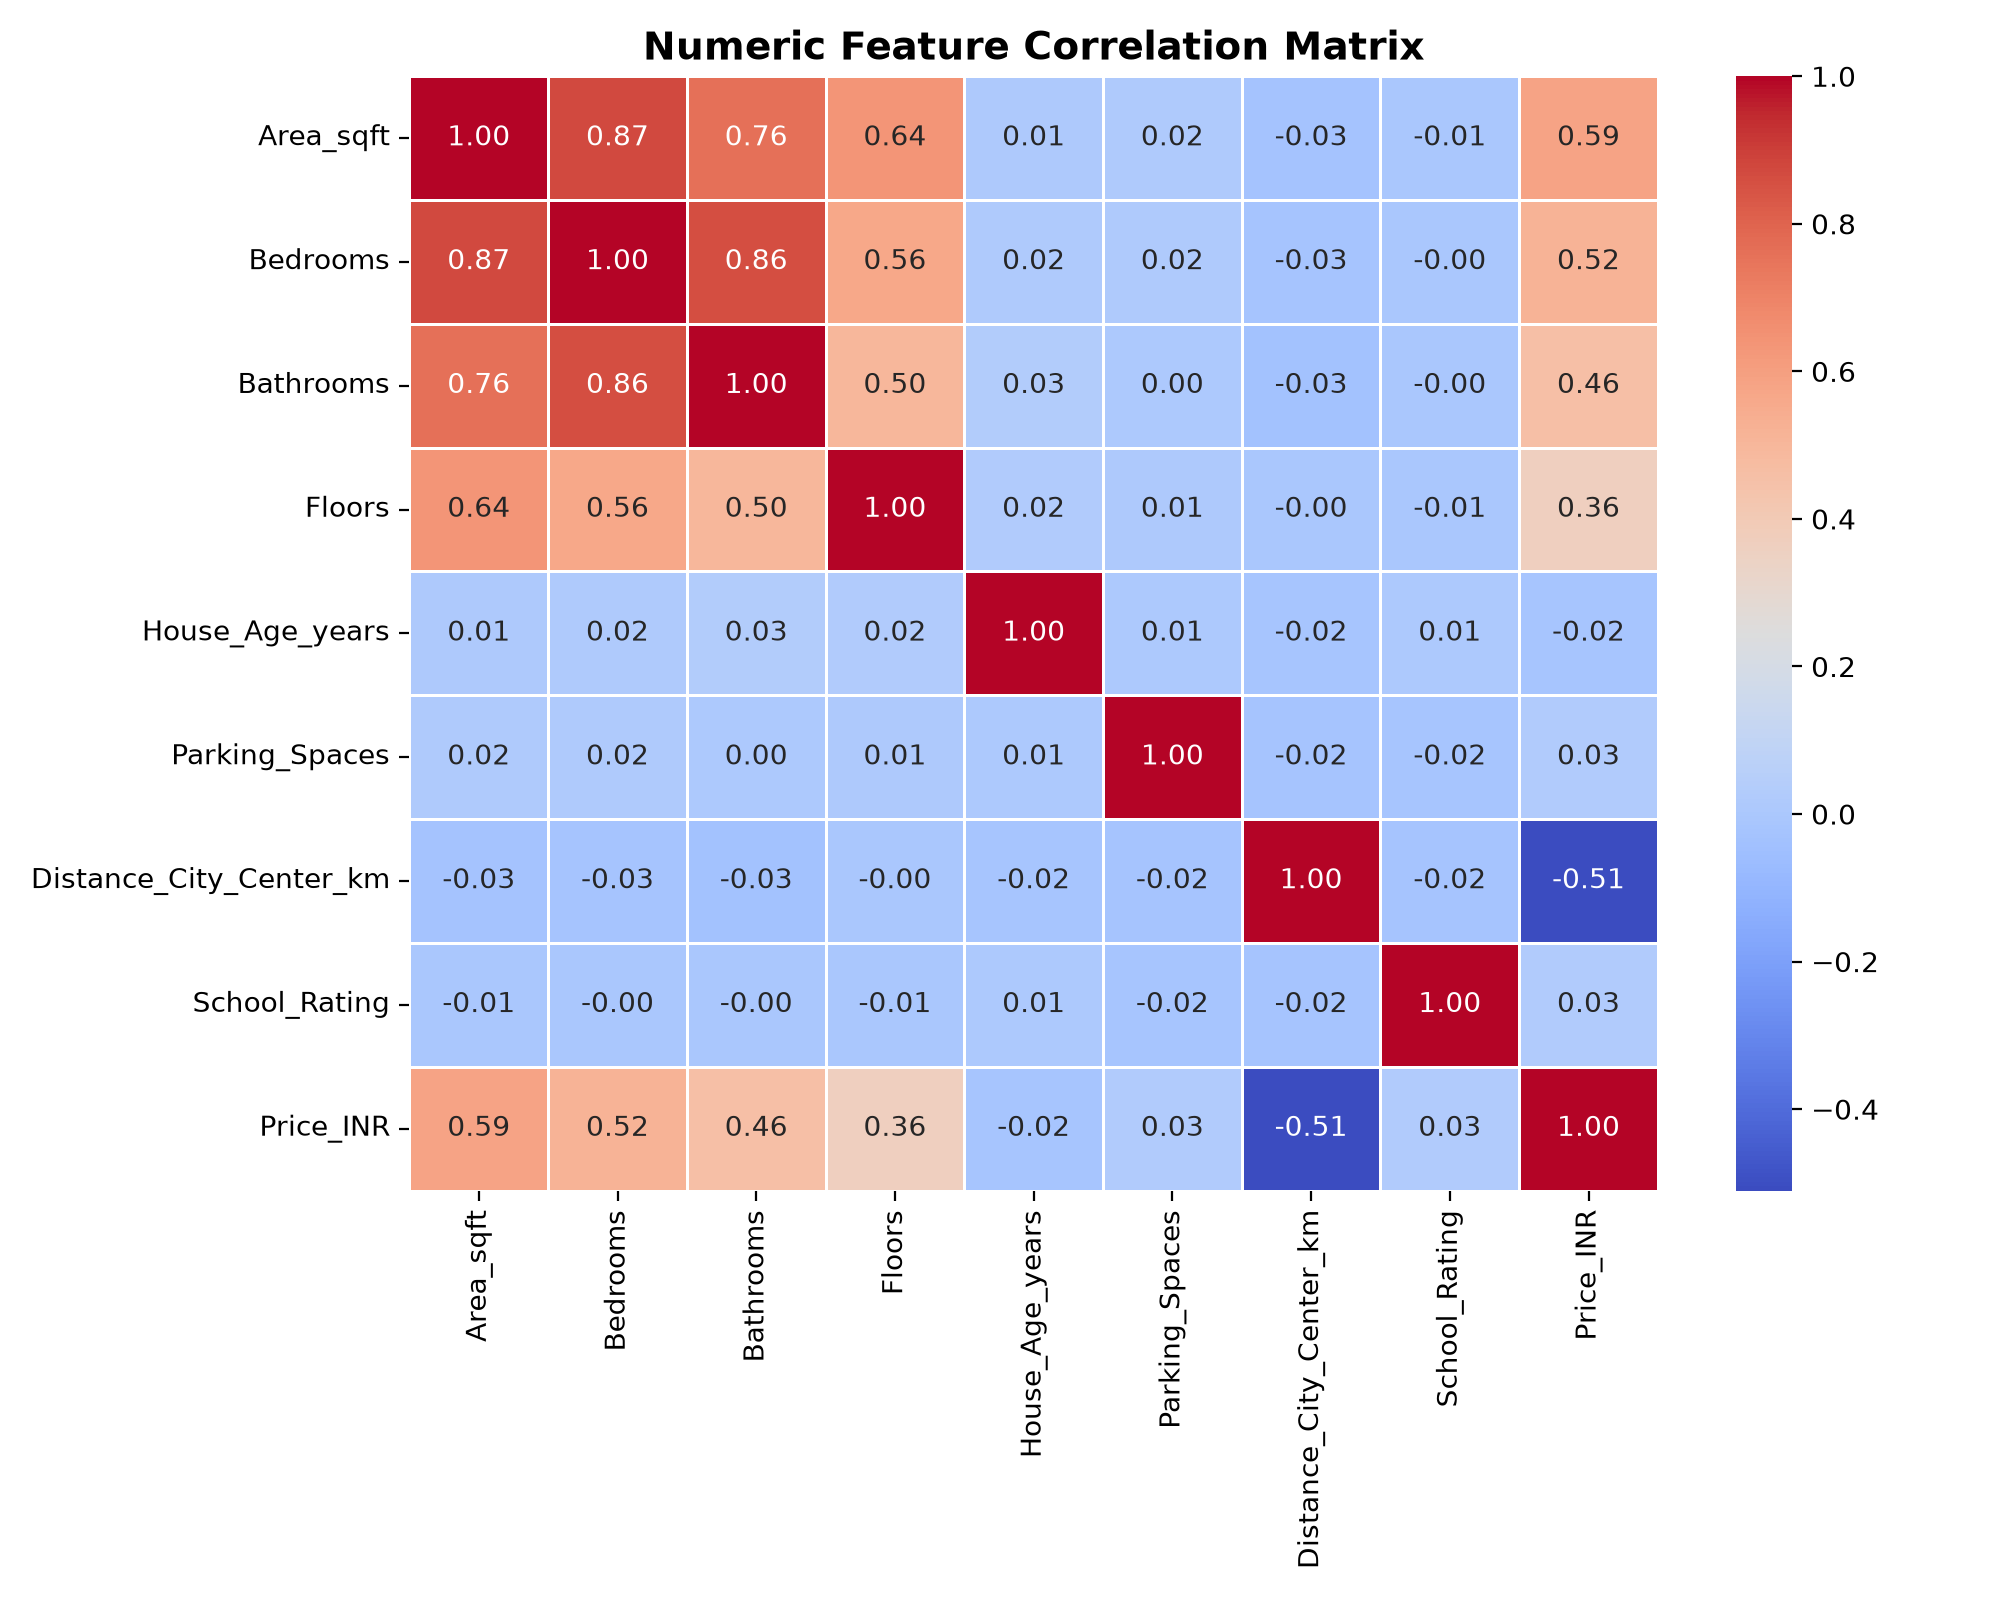 Numeric Feature Correlation Matrix
Area_sqft 1.00 0.87 0.76 0.64 0.01 0.02 -0.03 -0.01 0.59
Bedrooms 0.87 1.00 0.86 0.56 0.02 0.02 -0.03 -0.00 0.52
Bathrooms 0.76 0.86 1.00 0.50 0.03 0.00 -0.03 -0.00 0.46
Floors 0.64 0.56 0.50 1.00 0.02 0.01 -0.00 -0.01 0.36
House_Age_years 0.01 0.02 0.03 0.02 1.00 0.01 -0.02 0.01 -0.02
Parking_Spaces 0.02 0.02 0.00 0.01 0.01 1.00 -0.02 -0.02 0.03
Distance_City_Center_km -0.03 -0.03 -0.03 -0.00 -0.02 -0.02 1.00 -0.02 -0.51
School_Rating -0.01 -0.00 -0.00 -0.01 0.01 -0.02 -0.02 1.00 0.03
Price_INR 0.59 0.52 0.46 0.36 -0.02 0.03 -0.51 0.03 1.00
Area_sqft
Bedrooms
Bathrooms
Floors
House_Age_years
Parking_Spaces
Distance_City_Center_km
School_Rating
Price_INR
1.0
0.8
0.6
0.4
0.2
0.0
−0.2
−0.4